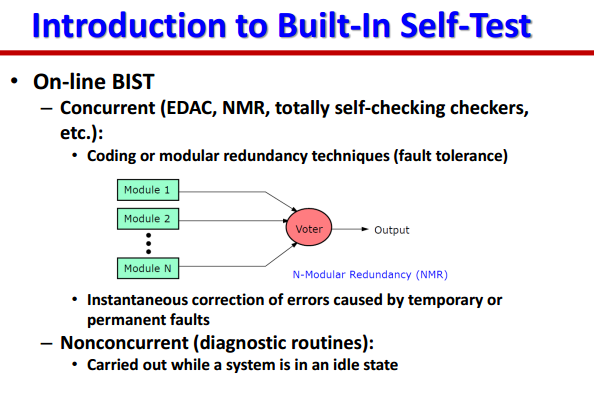 Introduction to Built-In Self-Test
• On-line BIST
– Concurrent (EDAC, NMR, totally self-checking checkers,
etc.):
• Coding or modular redundancy techniques (fault tolerance)
Module 1
Module 2
Voter
Output
Module N
N-Modular Redundancy (NMR)
• Instantaneous correction of errors caused by temporary or
permanent faults
– Nonconcurrent (diagnostic routines):
• Carried out while a system is in an idle state